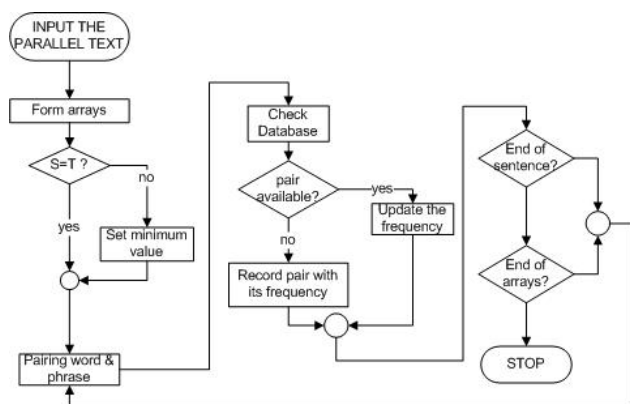 INPUT THE
PARALLEL TEXT
Form arrays
S=T ?
no
yes
Set minimum
value
Pairing word &
phrase
Check
Database
pair
available?
yes
Update the
frequency
no
Record pair with
its frequency
End of
sentence?
End of
arrays?
STOP